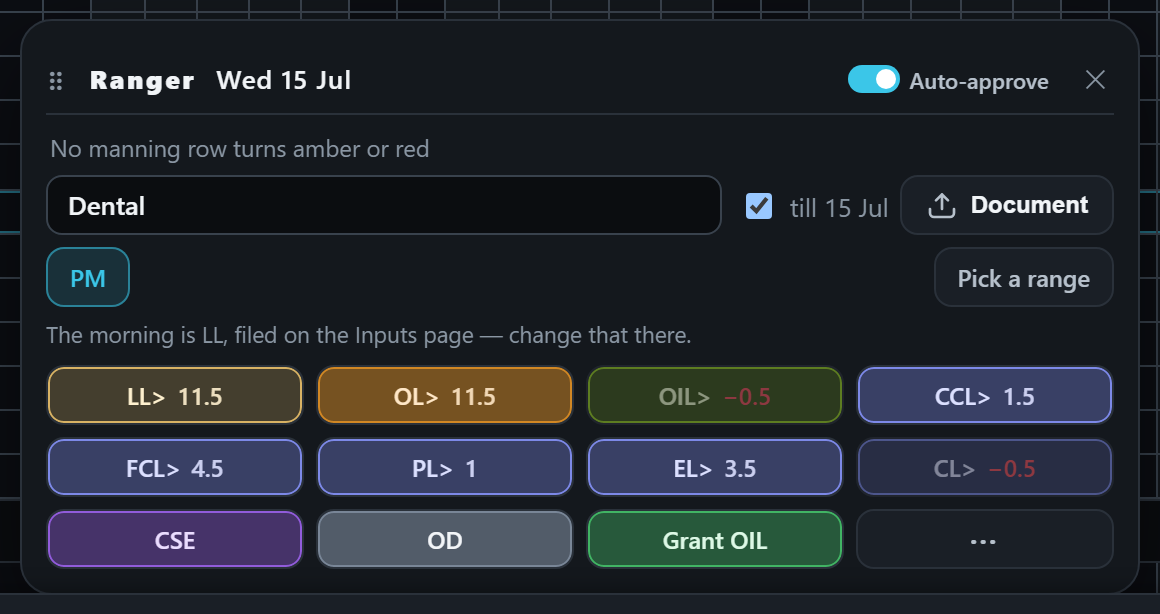 Ranger Wed 15 Jul Auto-approve
No manning row turns amber or red
Dental till 15 Jul Document
PM Pick a range
The morning is LL, filed on the Inputs page — change that there.
LL> 11.5 OL> 11.5 OIL> −0.5 CCL> 1.5
FCL> 4.5 PL> 1 EL> 3.5 CL> −0.5
CSE OD Grant OIL ...